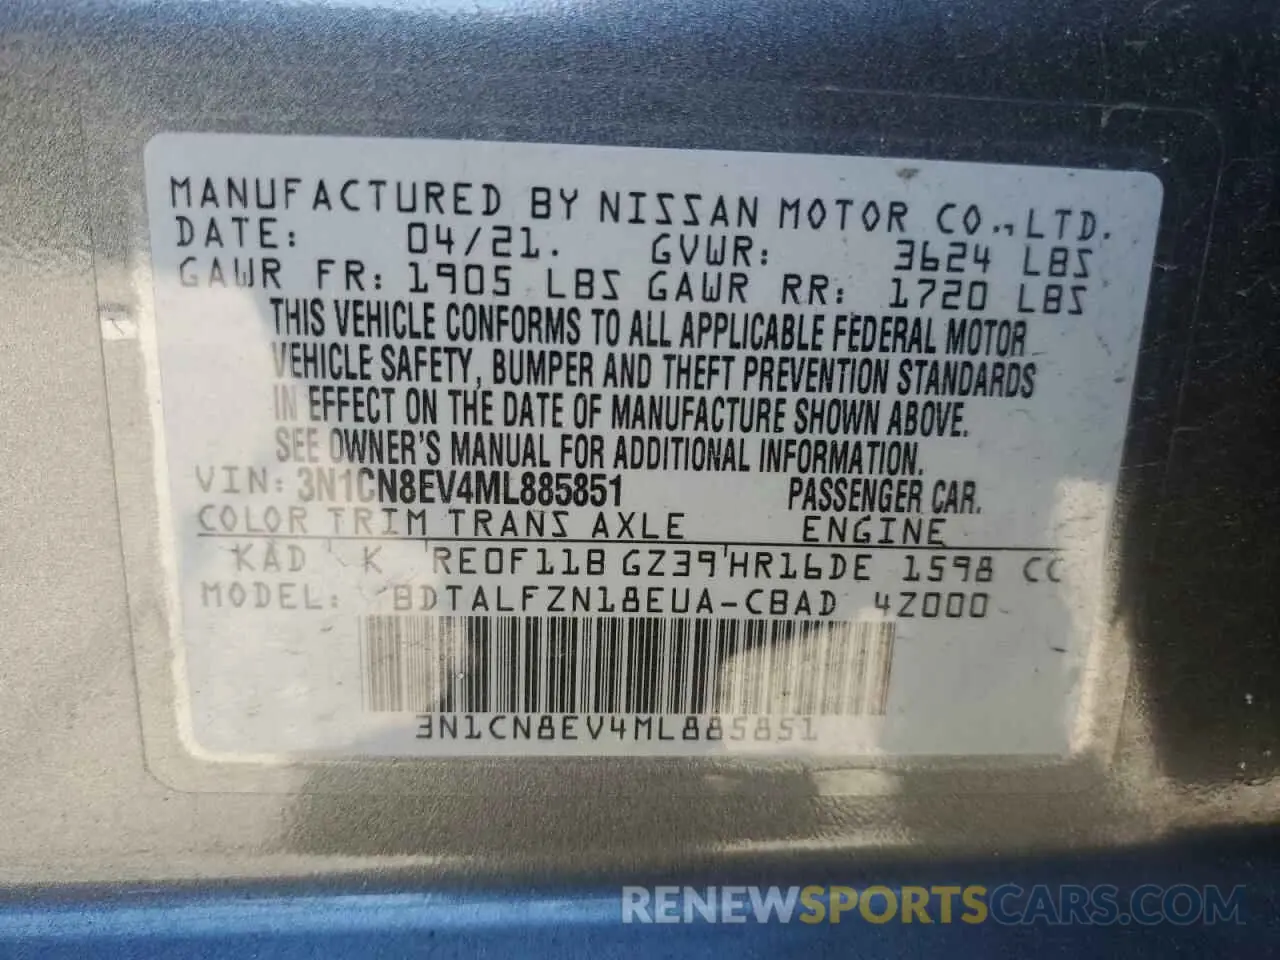 MANUFACTURED BY NISSAN MOTOR CO., LTD.
DATE: 04/21. GVWR: 3624 LBS
GAWR FR: 1905 LBS GAWR RR: 1720 LBS
THIS VEHICLE CONFORMS TO ALL APPLICABLE FEDERAL MOTOR
VEHICLE SAFETY, BUMPER AND THEFT PREVENTION STANDARDS
IN EFFECT ON THE DATE OF MANUFACTURE SHOWN ABOVE.
SEE OWNER'S MANUAL FOR ADDITIONAL INFORMATION.
VIN: 3N1CN8EV4ML885851 PASSENGER CAR.
COLOR TRIM TRANS AXLE ENGINE
KAD K RE0F11B GZ39 HR16DE 1598 CC
MODEL: BDTALFZN18EUA-CBAD 4Z000
3N1CN8EV4ML885851
RENEWSPORTSCARS.COM